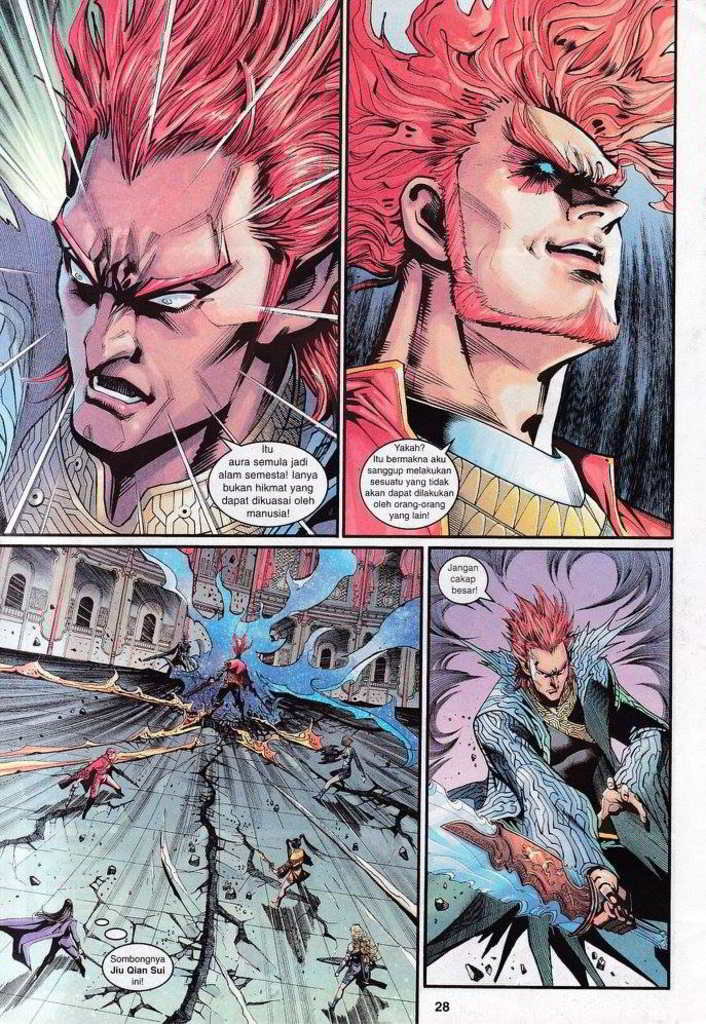 Itu
aura semula jadi
alam semesta! Ianya
bukan hikmat yang
dapat dikuasai oleh
manusia!
Yakah?
Itu bermakna aku
sanggup melakukan
sesuatu yang tidak
akan dapat dilakukan
oleh orang-orang
yang lain!
Sombongnya
Jiu Qian Sui
ini!
Jangan
cakap
besar!
28